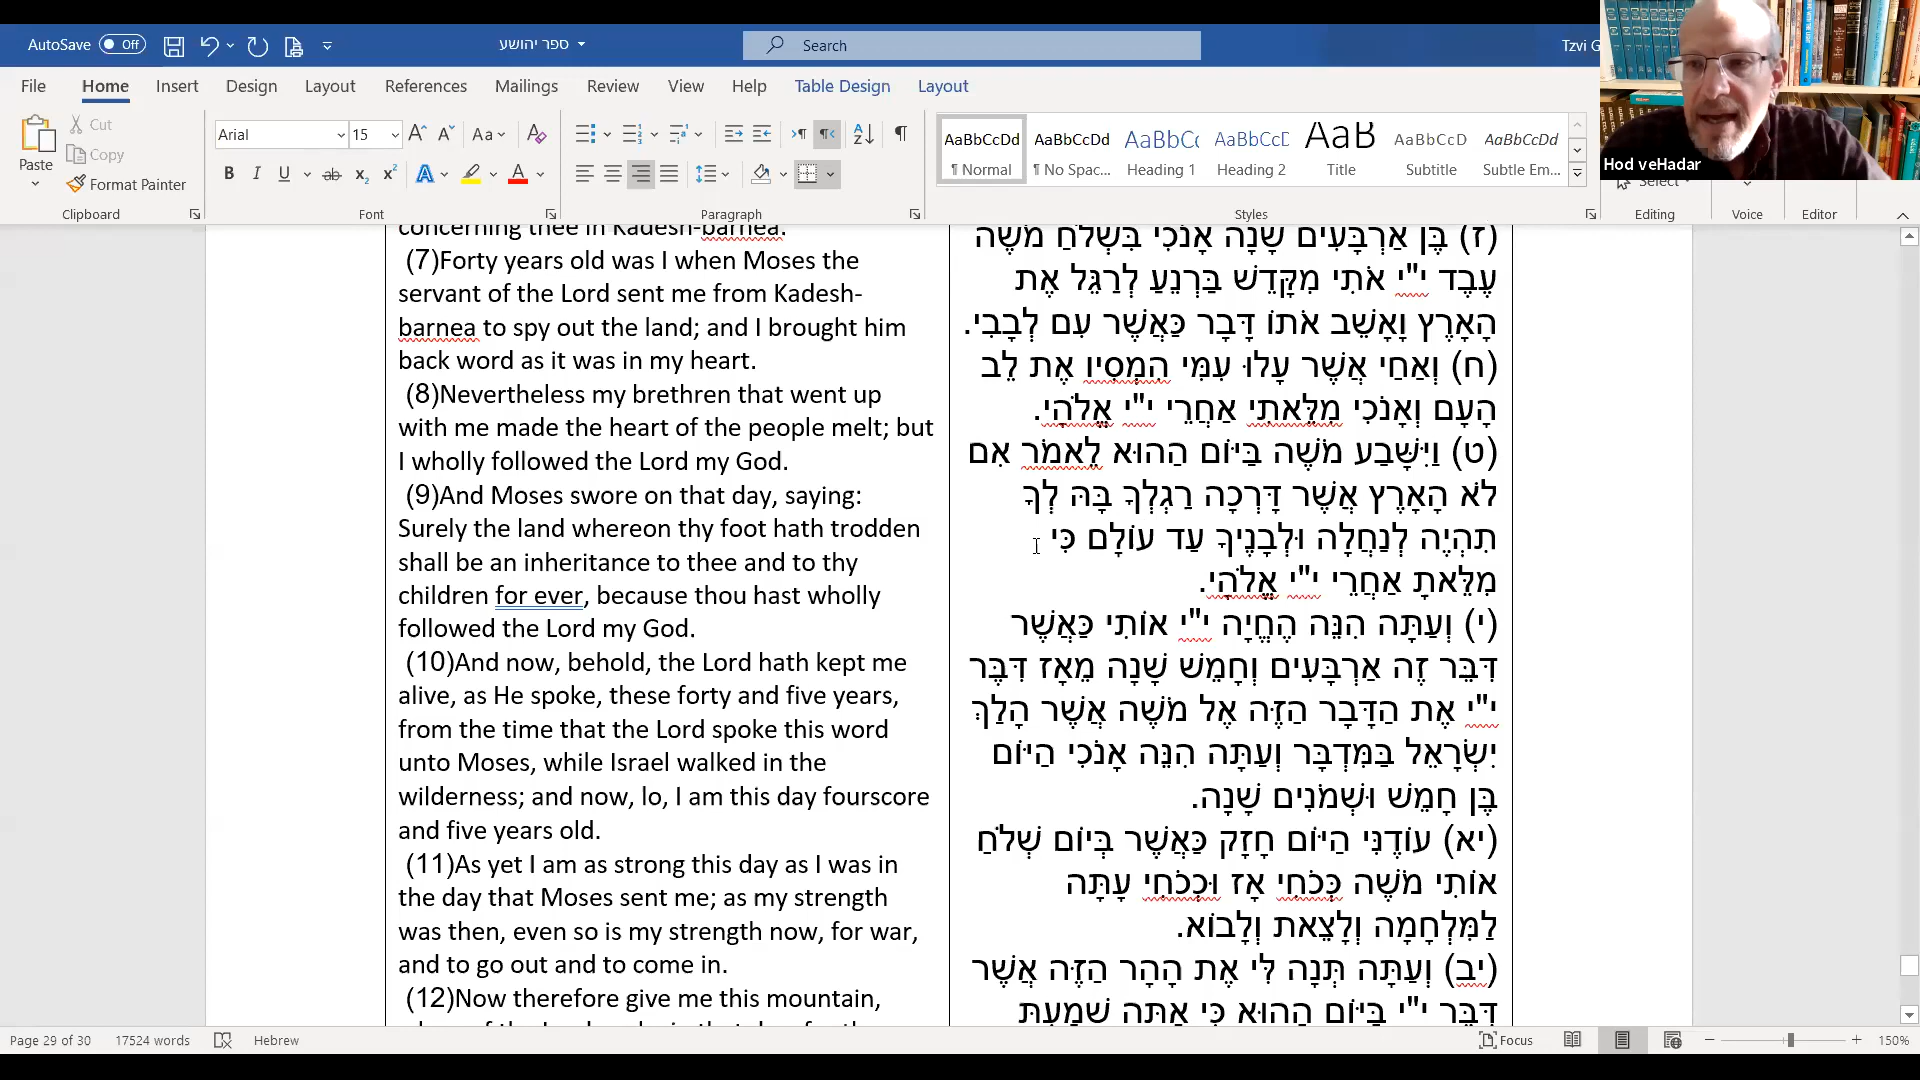 AutoSave Off
ספר יהושע
Search
Tzvi G
File Home Insert Design Layout References Mailings Review View Help Table Design Layout
Paste
Cut
Copy
Format Painter
Clipboard
Arial 15
Font
Paragraph
AaBbCcDd AaBbCcDd AaBbCc AaBbCcD AaB AaBbCcD AaBbCcDd
¶ Normal ¶ No Spac... Heading 1 Heading 2 Title Subtitle Subtle Em...
Styles
Hod veHadar
Select
Editing
Voice
Editor
concerning thee in Kadesh-barnea.
(7)Forty years old was I when Moses the
servant of the Lord sent me from Kadesh-
barnea to spy out the land; and I brought him
back word as it was in my heart.
(8)Nevertheless my brethren that went up
with me made the heart of the people melt; but
I wholly followed the Lord my God.
(9)And Moses swore on that day, saying:
Surely the land whereon thy foot hath trodden
shall be an inheritance to thee and to thy
children for ever, because thou hast wholly
followed the Lord my God.
(10)And now, behold, the Lord hath kept me
alive, as He spoke, these forty and five years,
from the time that the Lord spoke this word
unto Moses, while Israel walked in the
wilderness; and now, lo, I am this day fourscore
and five years old.
(11)As yet I am as strong this day as I was in
the day that Moses sent me; as my strength
was then, even so is my strength now, for war,
and to go out and to come in.
(12)Now therefore give me this mountain,
(ז) בֶּן אַרְבָּעִים שָׁנָה אָנֹכִי בִּשְׁלֹחַ מֹשֶׁה
עֶבֶד י"י אֹתִי מִקָּדֵשׁ בַּרְנֵעַ לְרַגֵּל אֶת
הָאָרֶץ וָאָשֵׁב אֹתוֹ דָּבָר כַּאֲשֶׁר עִם לְבָבִי.
(ח) וְאַחַי אֲשֶׁר עָלוּ עִמִּי הִמְסִיו אֶת לֵב
הָעָם וְאָנֹכִי מִלֵּאתִי אַחֲרֵי י"י אֱלֹהָי.
(ט) וַיִּשָּׁבַע מֹשֶׁה בַּיּוֹם הַהוּא לֵאמֹר אִם
לֹא הָאָרֶץ אֲשֶׁר דָּרְכָה רַגְלְךָ בָּהּ לְךָ
תִהְיֶה לְנַחֲלָה וּלְבָנֶיךָ עַד עוֹלָם כִּי
מִלֵּאתָ אַחֲרֵי י"י אֱלֹהָי.
(י) וְעַתָּה הִנֵּה הֶחֱיָה י"י אוֹתִי כַּאֲשֶׁר
דִּבֵּר זֶה אַרְבָּעִים וְחָמֵשׁ שָׁנָה מֵאָז דִּבֶּר
י"י אֶת הַדָּבָר הַזֶּה אֶל מֹשֶׁה אֲשֶׁר הָלַךְ
יִשְׂרָאֵל בַּמִּדְבָּר וְעַתָּה הִנֵּה אָנֹכִי הַיּוֹם
בֶּן חָמֵשׁ וּשְׁמֹנִים שָׁנָה.
(יא) עוֹדֶנִּי הַיּוֹם חָזָק כַּאֲשֶׁר בְּיוֹם שְׁלֹחַ
אוֹתִי מֹשֶׁה כְּכֹחִי אָז וּכְכֹחִי עָתָּה
לַמִּלְחָמָה וְלָצֵאת וְלָבוֹא.
(יב) וְעַתָּה תְּנָה לִּי אֶת הָהָר הַזֶּה אֲשֶׁר
דִּבֶּר י"י בַּיּוֹם הַהוּא כִּי אַתָּה שָׁמַעְתָּ
Page 29 of 30 17524 words Hebrew Focus 150%